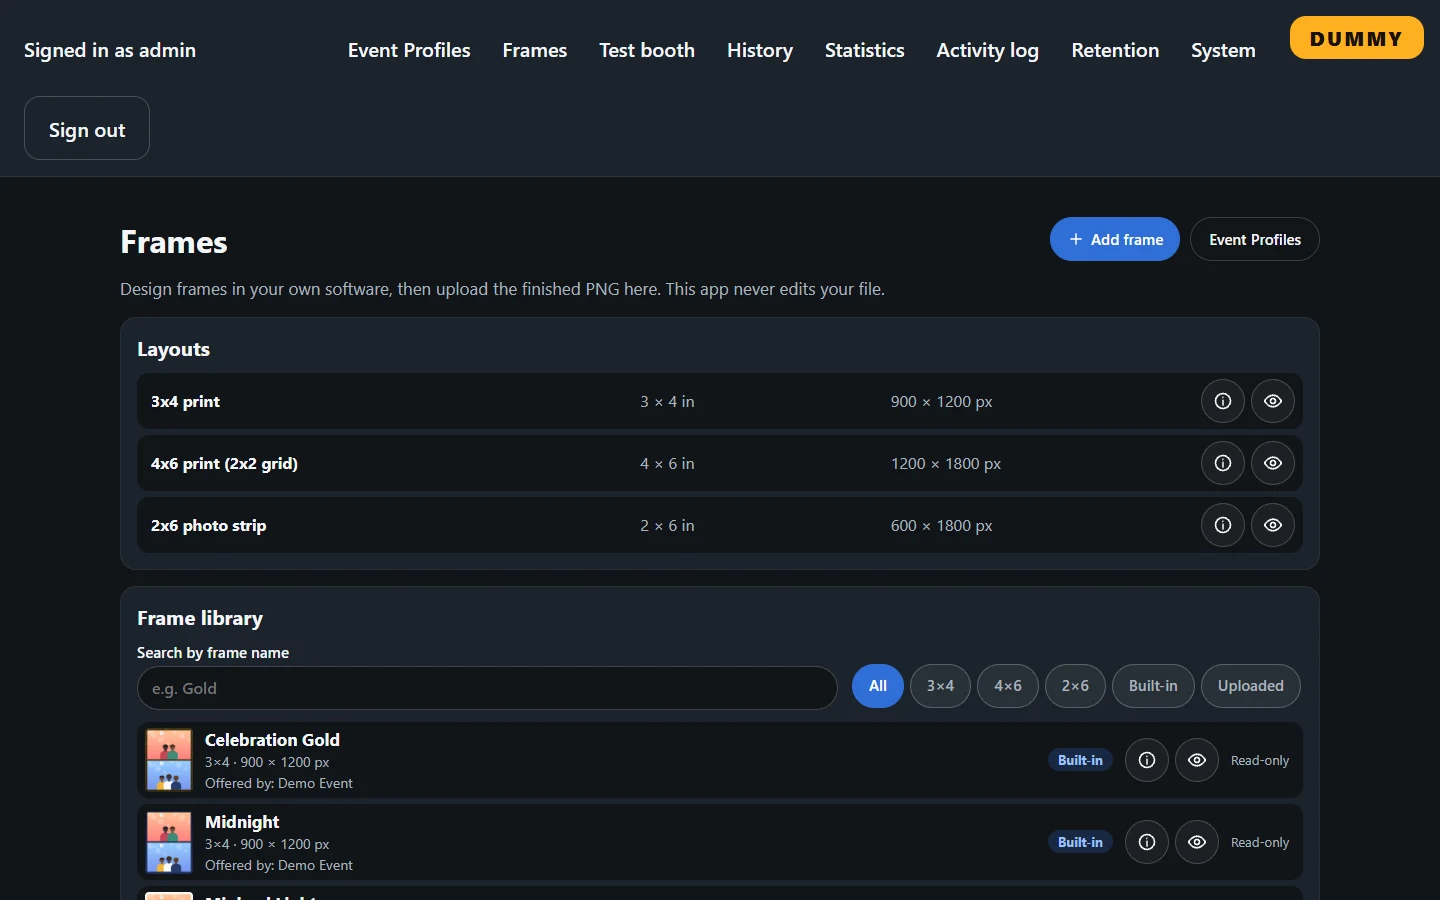 Signed in as admin
Event Profiles
Frames
Test booth
History
Statistics
Activity log
Retention
System
DUMMY
Sign out
Frames
+ Add frame
Event Profiles
Design frames in your own software, then upload the finished PNG here. This app never edits your file.
Layouts
3x4 print 3 × 4 in 900 × 1200 px
4x6 print (2x2 grid) 4 × 6 in 1200 × 1800 px
2x6 photo strip 2 × 6 in 600 × 1800 px
Frame library
Search by frame name
e.g. Gold
All
3×4
4×6
2×6
Built-in
Uploaded
Celebration Gold
3×4 · 900 × 1200 px
Offered by: Demo Event
Built-in
Read-only
Midnight
3×4 · 900 × 1200 px
Offered by: Demo Event
Built-in
Read-only